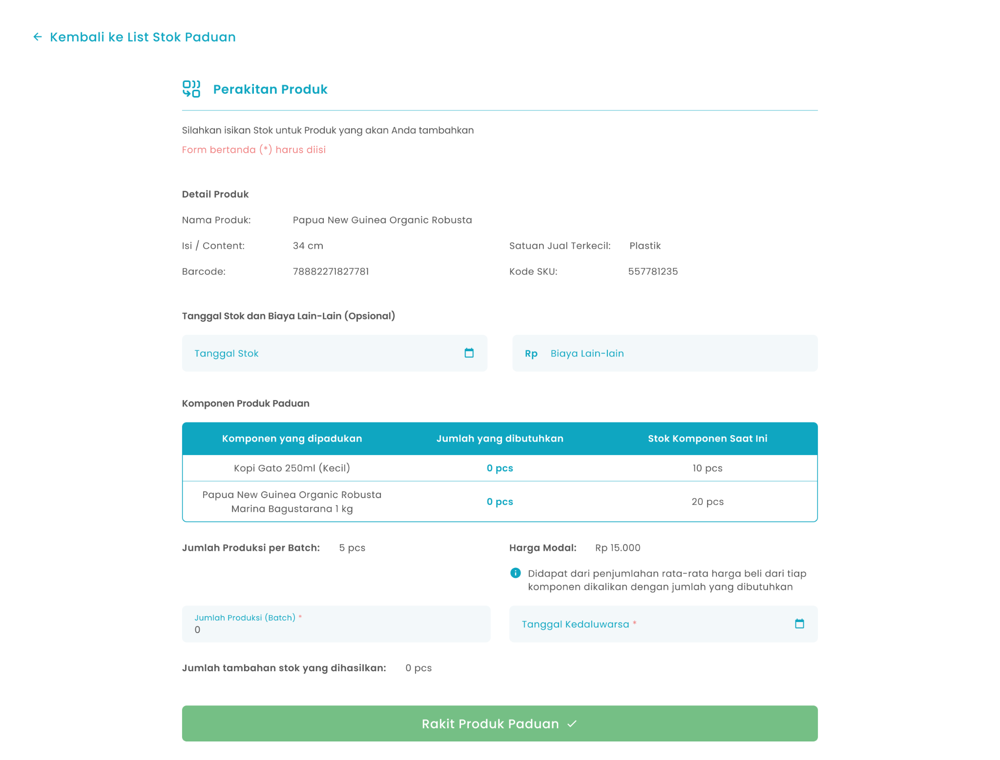 Kembali ke List Stok Paduan
Perakitan Produk
Silahkan isikan Stok untuk Produk yang akan Anda tambahkan
Form bertanda (*) harus diisi
Detail Produk
Nama Produk: Papua New Guinea Organic Robusta
Isi / Content: 34 cm Satuan Jual Terkecil: Plastik
Barcode: 78882271827781 Kode SKU: 557781235
Tanggal Stok dan Biaya Lain-Lain (Opsional)
Tanggal Stok Rp Biaya Lain-lain
Komponen Produk Paduan
Komponen yang dipadukan Jumlah yang dibutuhkan Stok Komponen Saat Ini
Kopi Gato 250ml (Kecil) 0 pcs 10 pcs
Papua New Guinea Organic Robusta
Marina Bagustarana 1 kg 0 pcs 20 pcs
Jumlah Produksi per Batch: 5 pcs Harga Modal: Rp 15.000
Didapat dari penjumlahan rata-rata harga beli dari tiap
komponen dikalikan dengan jumlah yang dibutuhkan
Jumlah Produksi (Batch) *
0
Tanggal Kedaluwarsa *
Jumlah tambahan stok yang dihasilkan: 0 pcs
Rakit Produk Paduan